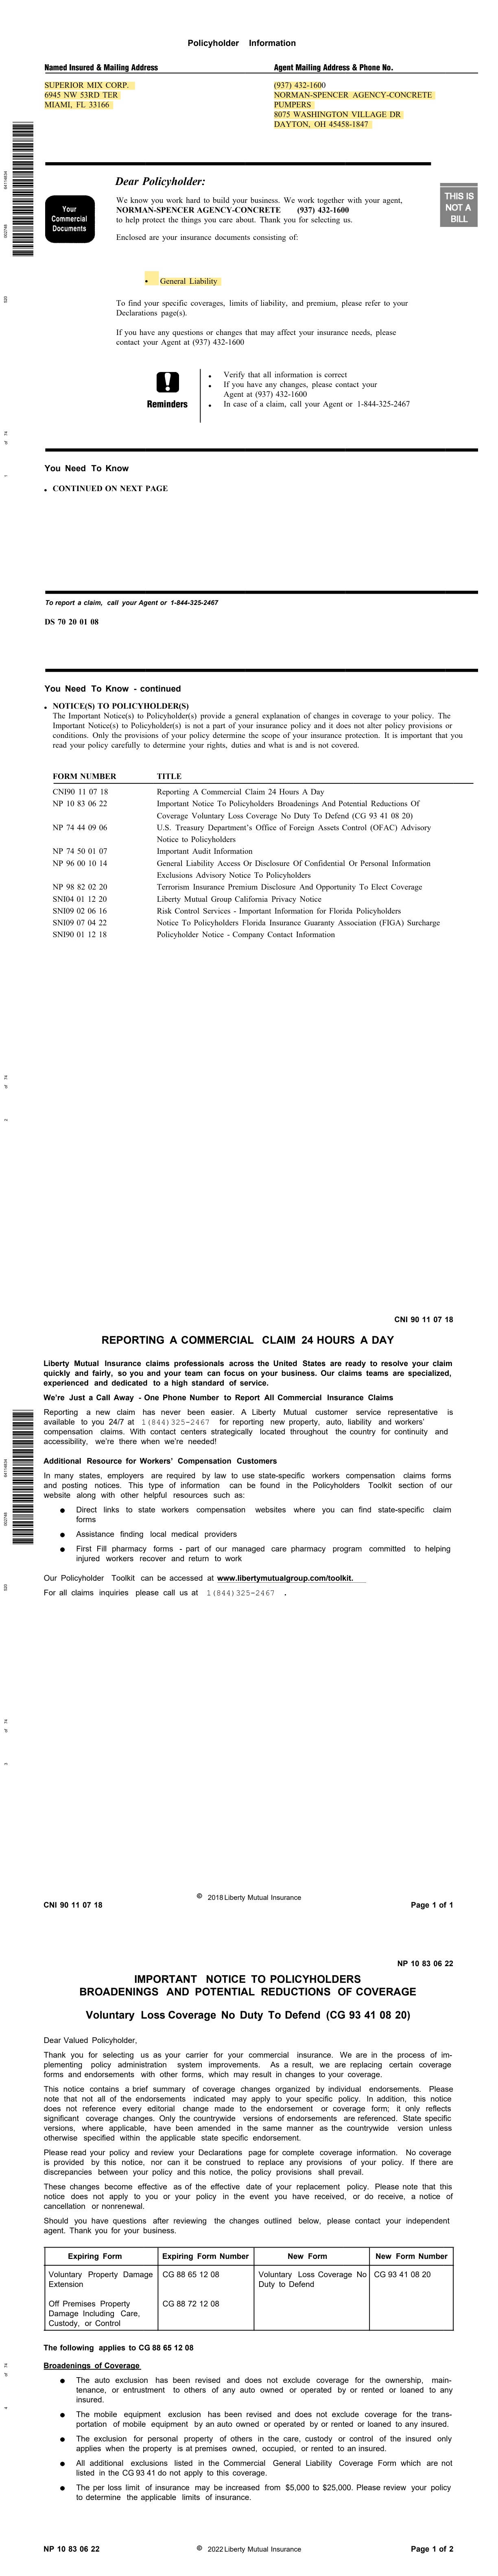 Policyholder Information
Named Insured & Mailing Address
Agent Mailing Address & Phone No.
SUPERIOR MIX CORP.
6945 NW 53RD TER
MIAMI, FL 33166
(937) 432-1600
NORMAN-SPENCER AGENCY-CONCRETE
PUMPERS
8075 WASHINGTON VILLAGE DR
DAYTON, OH 45458-1847
Dear Policyholder:
Your
Commercial
Documents
We know you work hard to build your business. We work together with your agent,
NORMAN-SPENCER AGENCY-CONCRETE (937) 432-1600
to help protect the things you care about. Thank you for selecting us.
THIS IS
NOT A
BILL
Enclosed are your insurance documents consisting of:
• General Liability
To find your specific coverages, limits of liability, and premium, please refer to your
Declarations page(s).
If you have any questions or changes that may affect your insurance needs, please
contact your Agent at (937) 432-1600
Reminders
• Verify that all information is correct
• If you have any changes, please contact your
Agent at (937) 432-1600
• In case of a claim, call your Agent or 1-844-325-2467
You Need To Know
• CONTINUED ON NEXT PAGE
To report a claim, call your Agent or 1-844-325-2467
DS 70 20 01 08
520
1 of 74
You Need To Know - continued
• NOTICE(S) TO POLICYHOLDER(S)
The Important Notice(s) to Policyholder(s) provide a general explanation of changes in coverage to your policy. The
Important Notice(s) to Policyholder(s) is not a part of your insurance policy and it does not alter policy provisions or
conditions. Only the provisions of your policy determine the scope of your insurance protection. It is important that you
read your policy carefully to determine your rights, duties and what is and is not covered.
FORM NUMBER TITLE
CNI90 11 07 18 Reporting A Commercial Claim 24 Hours A Day
NP 10 83 06 22 Important Notice To Policyholders Broadenings And Potential Reductions Of
Coverage Voluntary Loss Coverage No Duty To Defend (CG 93 41 08 20)
NP 74 44 09 06 U.S. Treasury Department's Office of Foreign Assets Control (OFAC) Advisory
Notice to Policyholders
NP 74 50 01 07 Important Audit Information
NP 96 00 10 14 General Liability Access Or Disclosure Of Confidential Or Personal Information
Exclusions Advisory Notice To Policyholders
NP 98 82 02 20 Terrorism Insurance Premium Disclosure And Opportunity To Elect Coverage
SNI04 01 12 20 Liberty Mutual Group California Privacy Notice
SNI09 02 06 16 Risk Control Services - Important Information for Florida Policyholders
SNI09 07 04 22 Notice To Policyholders Florida Insurance Guaranty Association (FIGA) Surcharge
SNI90 01 12 18 Policyholder Notice - Company Contact Information
2 of 74
CNI 90 11 07 18
REPORTING A COMMERCIAL CLAIM 24 HOURS A DAY
Liberty Mutual Insurance claims professionals across the United States are ready to resolve your claim
quickly and fairly, so you and your team can focus on your business. Our claims teams are specialized,
experienced and dedicated to a high standard of service.
We're Just a Call Away - One Phone Number to Report All Commercial Insurance Claims
Reporting a new claim has never been easier. A Liberty Mutual customer service representative is
available to you 24/7 at 1(844)325-2467 for reporting new property, auto, liability and workers'
compensation claims. With contact centers strategically located throughout the country for continuity and
accessibility, we're there when we're needed!
Additional Resource for Workers' Compensation Customers
In many states, employers are required by law to use state-specific workers compensation claims forms
and posting notices. This type of information can be found in the Policyholders Toolkit section of our
website along with other helpful resources such as:
● Direct links to state workers compensation websites where you can find state-specific claim
forms
● Assistance finding local medical providers
● First Fill pharmacy forms - part of our managed care pharmacy program committed to helping
injured workers recover and return to work
Our Policyholder Toolkit can be accessed at www.libertymutualgroup.com/toolkit.
For all claims inquiries please call us at 1(844)325-2467 .
520
3 of 74
© 2018 Liberty Mutual Insurance
CNI 90 11 07 18 Page 1 of 1
NP 10 83 06 22
IMPORTANT NOTICE TO POLICYHOLDERS
BROADENINGS AND POTENTIAL REDUCTIONS OF COVERAGE
Voluntary Loss Coverage No Duty To Defend (CG 93 41 08 20)
Dear Valued Policyholder,
Thank you for selecting us as your carrier for your commercial insurance. We are in the process of im-
plementing policy administration system improvements. As a result, we are replacing certain coverage
forms and endorsements with other forms, which may result in changes to your coverage.
This notice contains a brief summary of coverage changes organized by individual endorsements. Please
note that not all of the endorsements indicated may apply to your specific policy. In addition, this notice
does not reference every editorial change made to the endorsement or coverage form; it only reflects
significant coverage changes. Only the countrywide versions of endorsements are referenced. State specific
versions, where applicable, have been amended in the same manner as the countrywide version unless
otherwise specified within the applicable state specific endorsement.
Please read your policy and review your Declarations page for complete coverage information. No coverage
is provided by this notice, nor can it be construed to replace any provisions of your policy. If there are
discrepancies between your policy and this notice, the policy provisions shall prevail.
These changes become effective as of the effective date of your replacement policy. Please note that this
notice does not apply to you or your policy in the event you have received, or do receive, a notice of
cancellation or nonrenewal.
Should you have questions after reviewing the changes outlined below, please contact your independent
agent. Thank you for your business.
Expiring Form Expiring Form Number New Form New Form Number
Voluntary Property Damage CG 88 65 12 08 Voluntary Loss Coverage No CG 93 41 08 20
Extension Duty to Defend
Off Premises Property CG 88 72 12 08
Damage Including Care,
Custody, or Control
The following applies to CG 88 65 12 08
Broadenings of Coverage
● The auto exclusion has been revised and does not exclude coverage for the ownership, main-
tenance, or entrustment to others of any auto owned or operated by or rented or loaned to any
insured.
● The mobile equipment exclusion has been revised and does not exclude coverage for the trans-
portation of mobile equipment by an auto owned or operated by or rented or loaned to any insured.
● The exclusion for personal property of others in the care, custody or control of the insured only
applies when the property is at premises owned, occupied, or rented to an insured.
● All additional exclusions listed in the Commercial General Liability Coverage Form which are not
listed in the CG 93 41 do not apply to this coverage.
● The per loss limit of insurance may be increased from $5,000 to $25,000. Please review your policy
to determine the applicable limits of insurance.
4 of 74
© 2022 Liberty Mutual Insurance
NP 10 83 06 22 Page 1 of 2